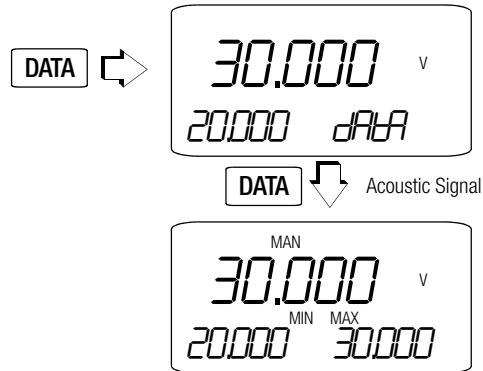 DATA
30.000 V
20.000 dAtA
DATA Acoustic Signal
MAN
30.000 V
MIN MAX
20.000 30.000